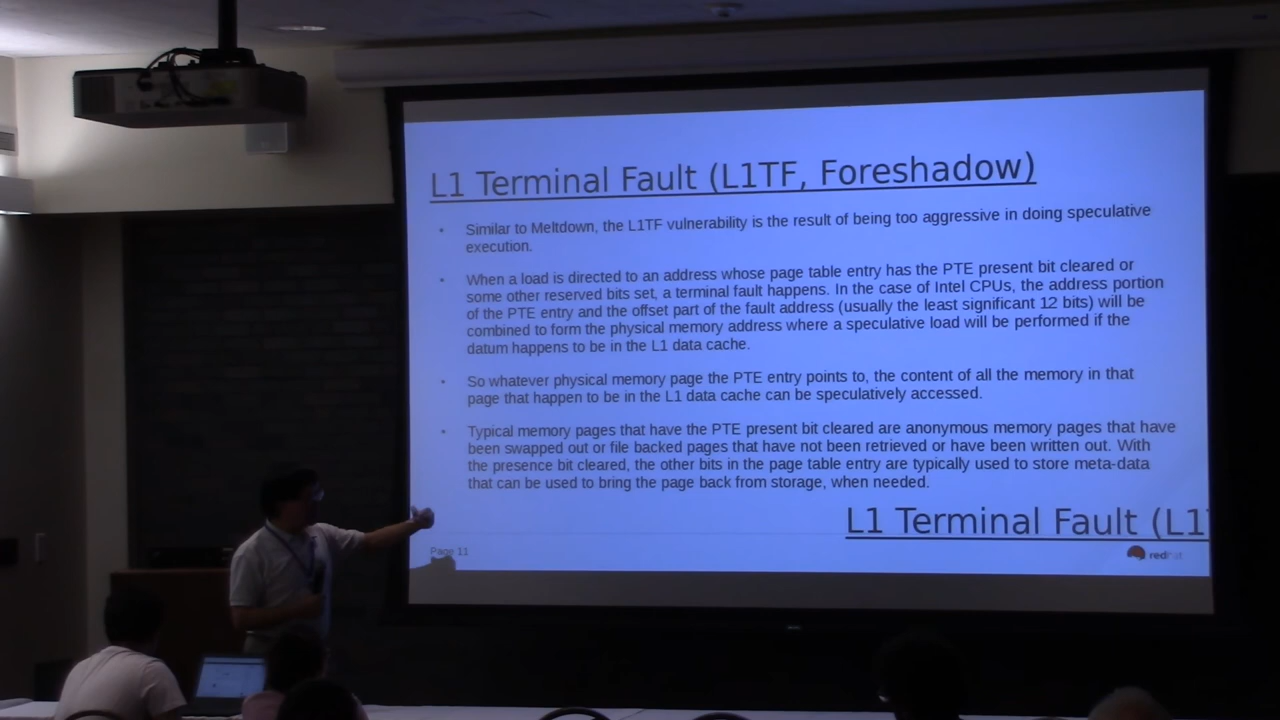 L1 Terminal Fault (L1TF, Foreshadow)
• Similar to Meltdown, the L1TF vulnerability is the result of being too aggressive in doing speculative
execution.
• When a load is directed to an address whose page table entry has the PTE present bit cleared or
some other reserved bits set, a terminal fault happens. In the case of Intel CPUs, the address portion
of the PTE entry and the offset part of the fault address (usually the least significant 12 bits) will be
combined to form the physical memory address where a speculative load will be performed if the
datum happens to be in the L1 data cache.
• So whatever physical memory page the PTE entry points to, the content of all the memory in that
page that happen to be in the L1 data cache can be speculatively accessed.
• Typical memory pages that have the PTE present bit cleared are anonymous memory pages that have
been swapped out or file backed pages that have not been retrieved or have been written out. With
the presence bit cleared, the other bits in the page table entry are typically used to store meta-data
that can be used to bring the page back from storage, when needed.
L1 Terminal Fault (L1T
Page 11
redhat